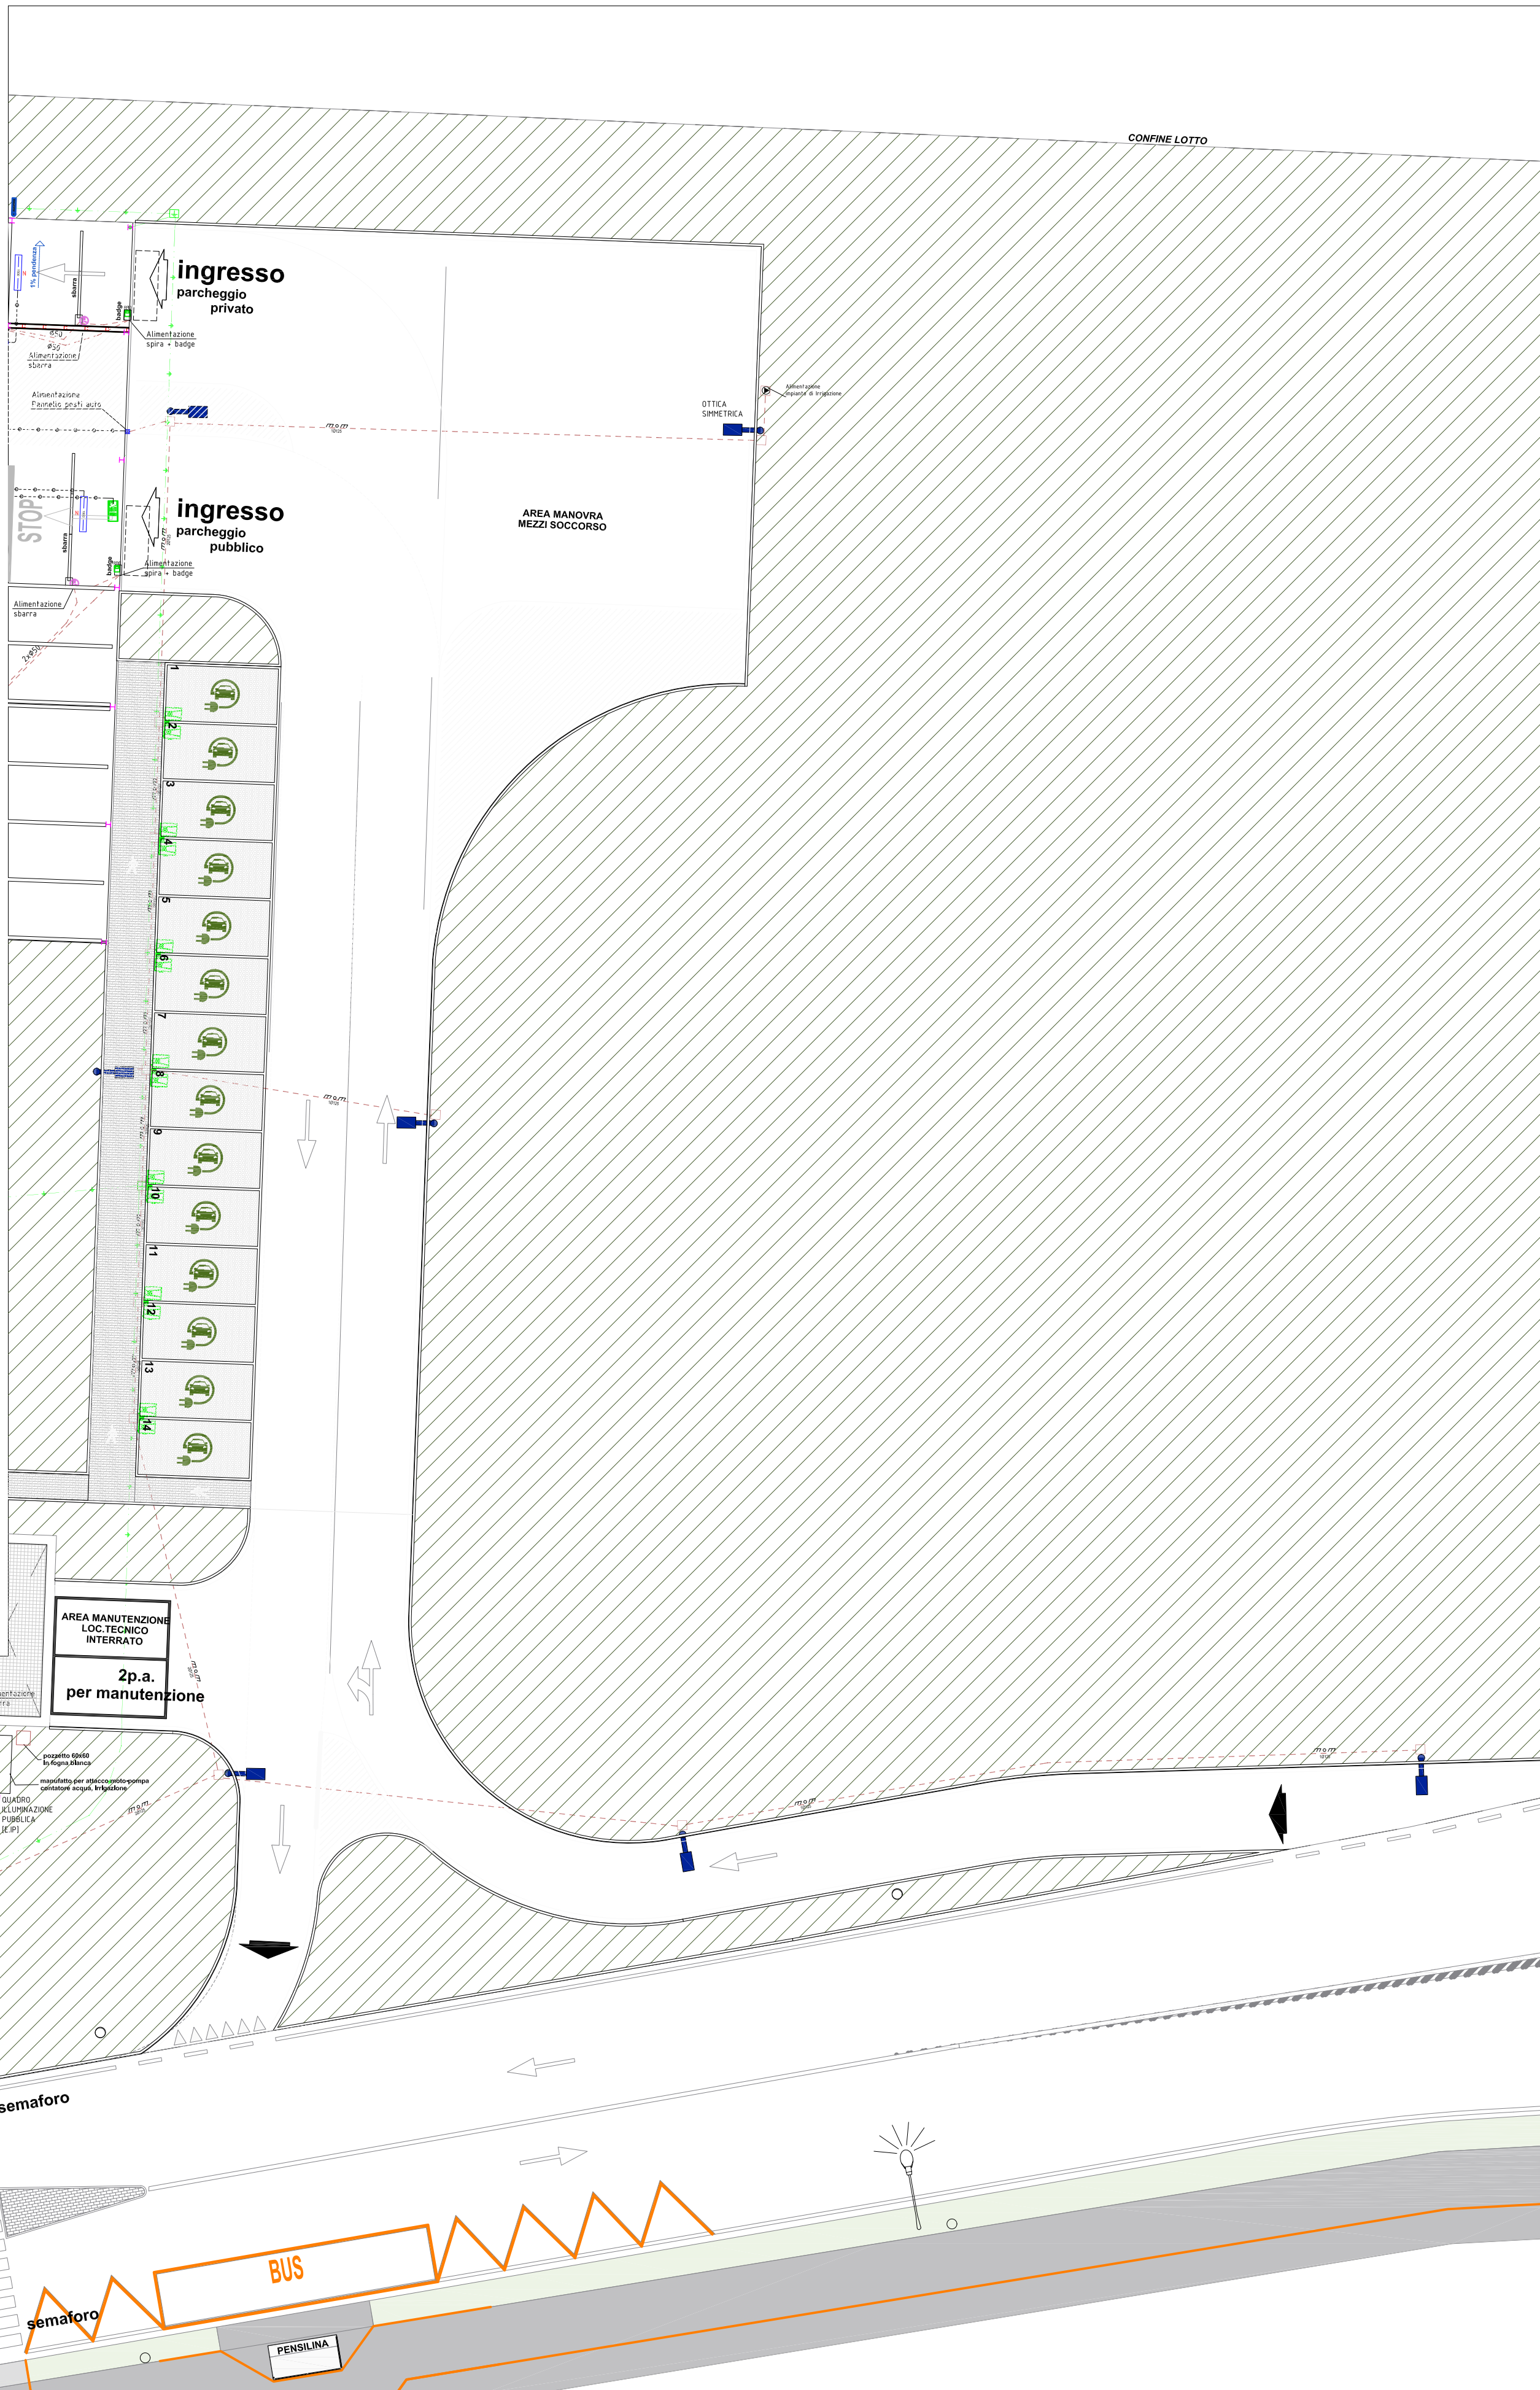 CONFINE LOTTO
1% pendenza
sbarra
badge
ingresso
parcheggio
privato
Alimentazione
spira + badge
Ø50
Ø50
Alimentazione
sbarra
Alimentazione
impianto di Irrigazione
OTTICA
SIMMETRICA
Alimentazione
Pannello posti auto
STOP
sbarra
badge
ingresso
parcheggio
pubblico
AREA MANOVRA
MEZZI SOCCORSO
Alimentazione
spira + badge
Alimentazione
sbarra
2xØ50
1
2
3
4
5
6
7
8
9
10
11
12
13
14
AREA MANUTENZIONE
LOC.TECNICO
INTERRATO
2p.a.
per manutenzione
pozzetto 60x60
in fogna bianca
manufatto per attacco moto-pompa
contatore acqua, irrigazione
QUADRO
ILLUMINAZIONE
PUBBLICA
semaforo
BUS
semaforo
PENSILINA